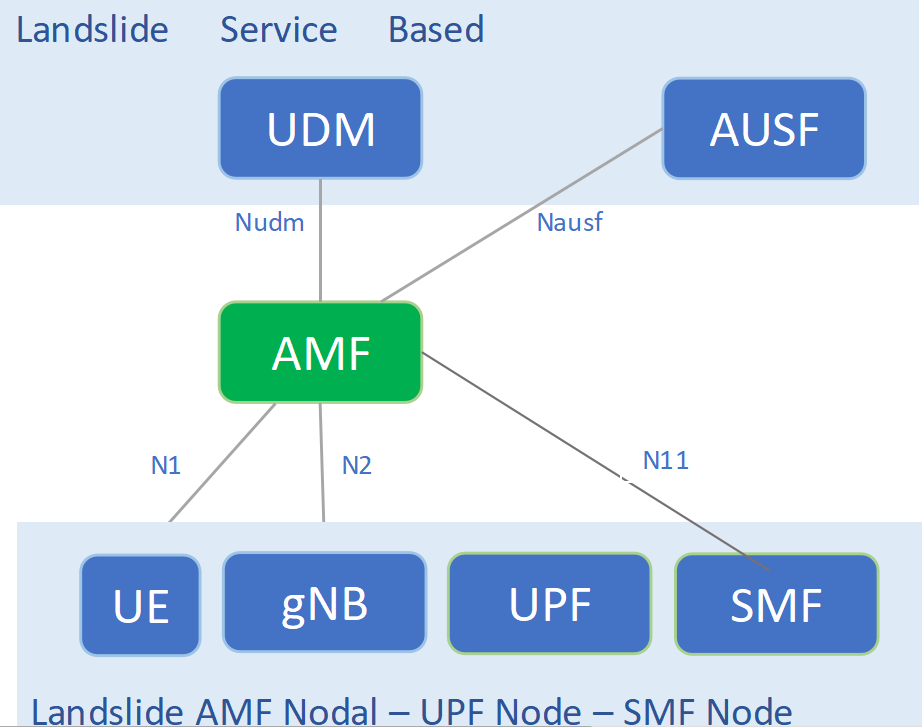 Landslide Service Based
UDM AUSF
Nudm Nausf
AMF
N1 N2 N11
UE gNB UPF SMF
Landslide AMF Nodal – UPF Node – SMF Node